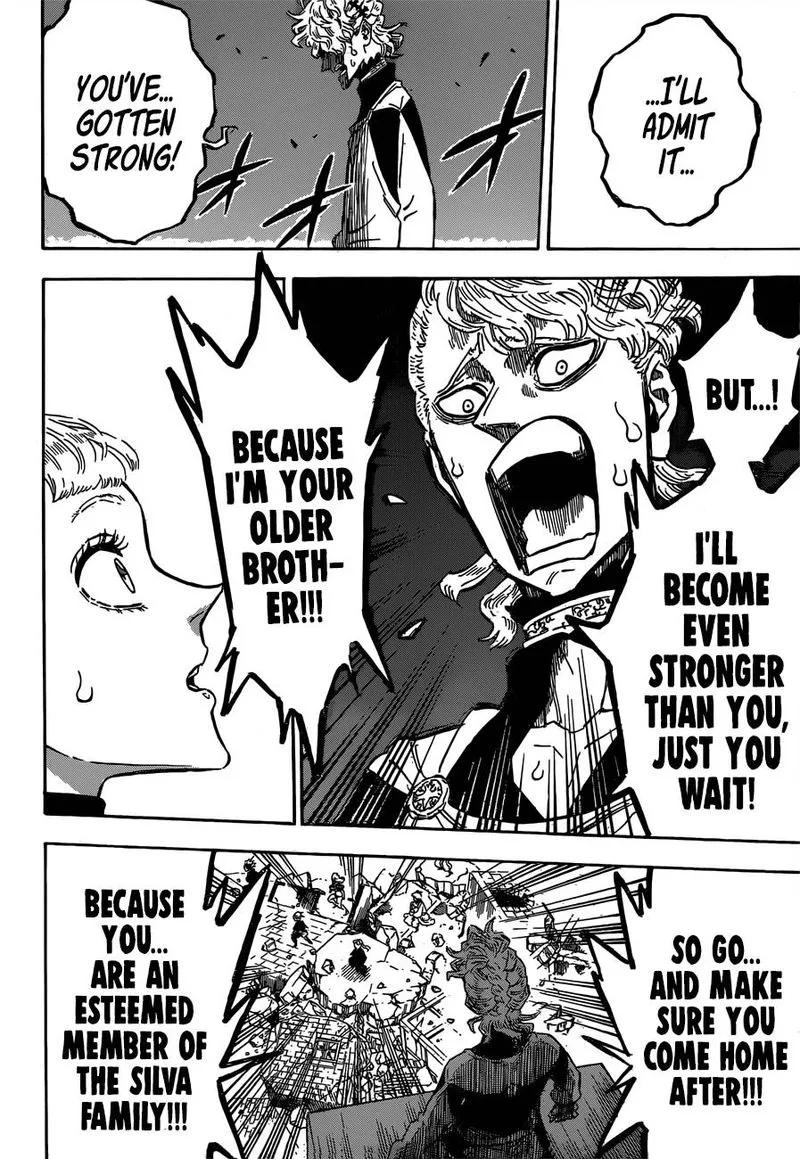 ...I'LL
ADMIT
IT...
YOU'VE...
GOTTEN
STRONG!
BUT...!
I'LL
BECOME
EVEN
STRONGER
THAN YOU,
JUST YOU
WAIT!
BECAUSE
I'M YOUR
OLDER
BROTH-
ER!!!
SO GO...
AND MAKE
SURE YOU
COME HOME
AFTER!!!
BECAUSE
YOU...
ARE AN
ESTEEMED
MEMBER OF
THE SILVA
FAMILY!!!